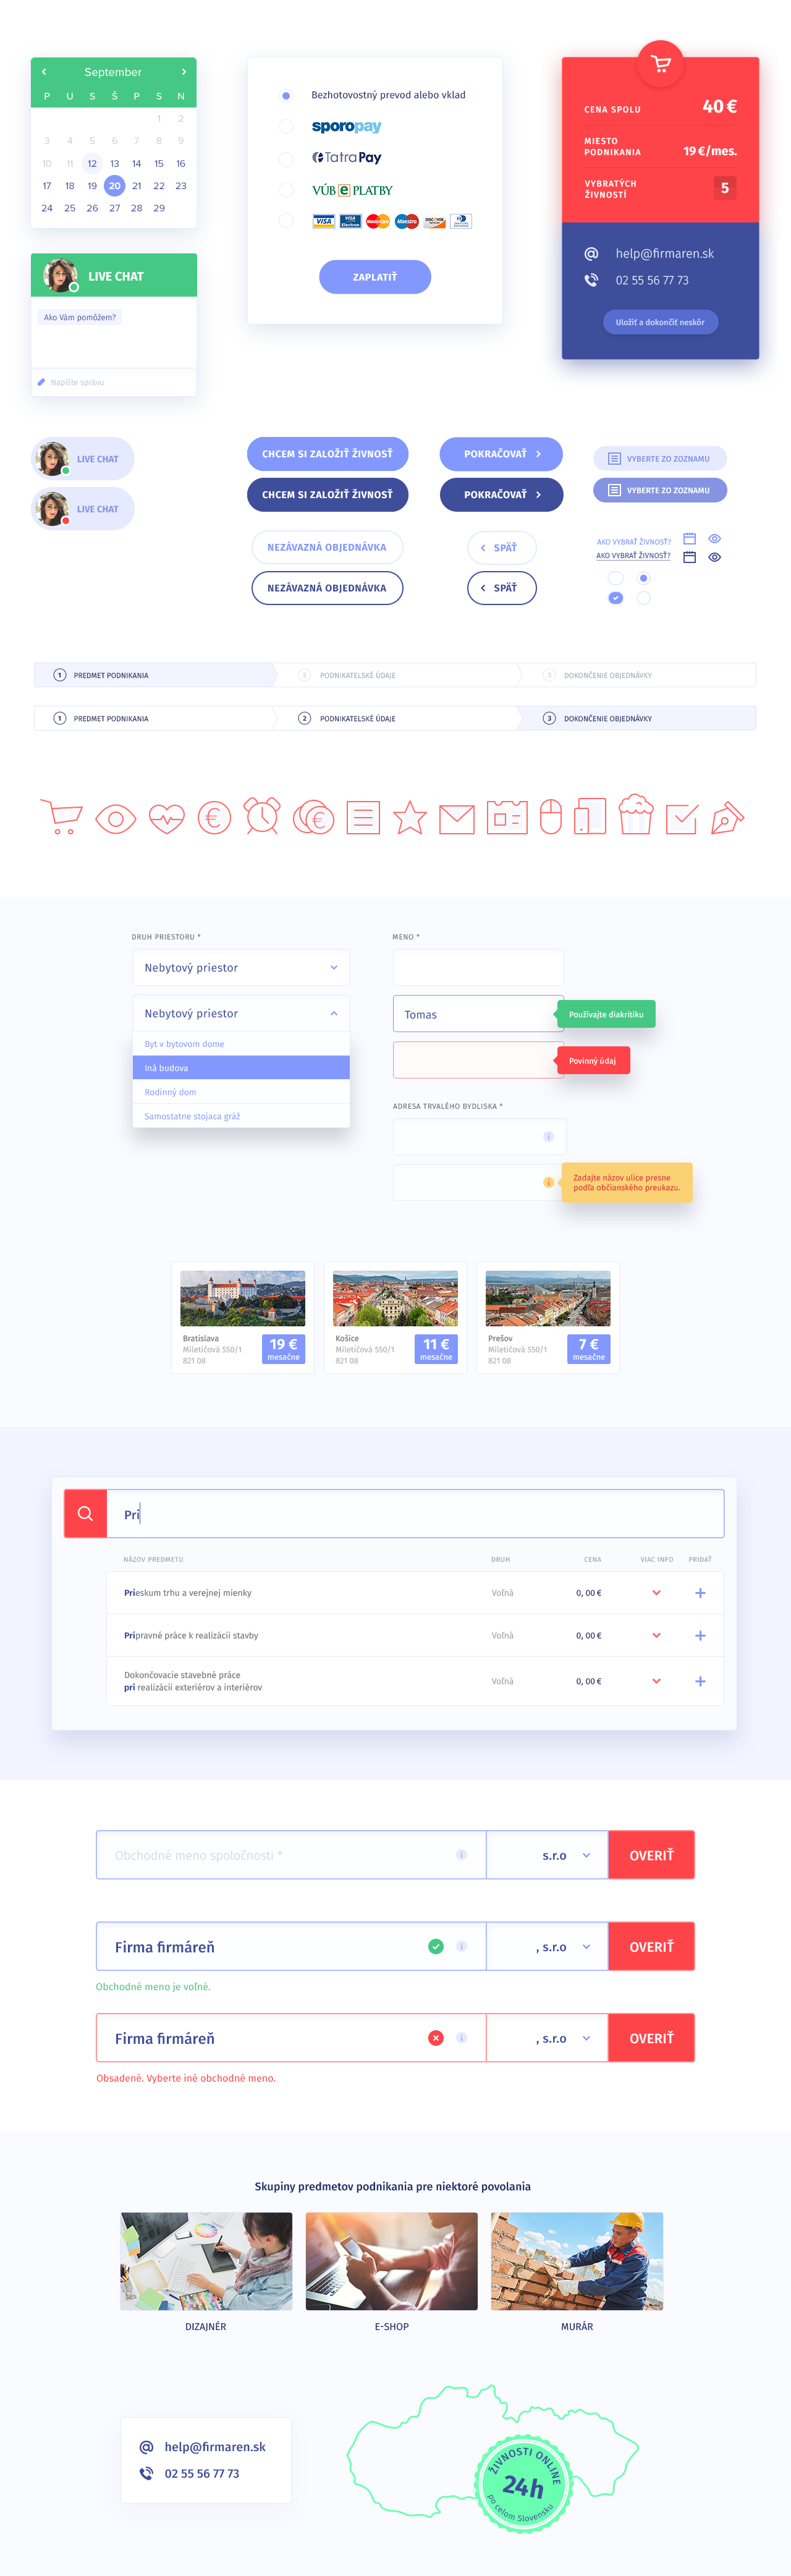 September
P U S Š P S N
1 2
3 4 5 6 7 8 9
10 11 12 13 14 15 16
17 18 19 20 21 22 23
24 25 26 27 28 29
LIVE CHAT
Ako Vám pomôžem?
Napíšte správu
Bezhotovostný prevod alebo vklad
sporopay
TatraPay
VÚB e PLATBY
VISA VISA Electron MasterCard Maestro DISCOVER
ZAPLATIŤ
CENA SPOLU 40 €
MIESTO
PODNIKANIA 19 €/mes.
VYBRATÝCH
ŽIVNOSTÍ 5
help@firmaren.sk
02 55 56 77 73
Uložiť a dokončiť neskôr
LIVE CHAT
LIVE CHAT
CHCEM SI ZALOŽIŤ ŽIVNOSŤ
CHCEM SI ZALOŽIŤ ŽIVNOSŤ
NEZÁVAZNÁ OBJEDNÁVKA
NEZÁVAZNÁ OBJEDNÁVKA
POKRAČOVAŤ
POKRAČOVAŤ
SPÄŤ
SPÄŤ
VYBERTE ZO ZOZNAMU
VYBERTE ZO ZOZNAMU
AKO VYBRAŤ ŽIVNOSŤ?
AKO VYBRAŤ ŽIVNOSŤ?
1 PREDMET PODNIKANIA 2 PODNIKATELSKÉ ÚDAJE 3 DOKONČENIE OBJEDNÁVKY
1 PREDMET PODNIKANIA 2 PODNIKATELSKÉ ÚDAJE 3 DOKONČENIE OBJEDNÁVKY
DRUH PRIESTORU *
Nebytový priestor
Nebytový priestor
Byt v bytovom dome
Iná budova
Rodinný dom
Samostatne stojaca gráž
MENO *
Tomas
Používajte diakritiku
Povinný údaj
ADRESA TRVALÉHO BYDLISKA *
Zadajte názov ulice presne
podľa občianského preukazu.
Bratislava
Miletičová 550/1
821 08
19 €
mesačne
Košice
Miletičová 550/1
821 08
11 €
mesačne
Prešov
Miletičová 550/1
821 08
7 €
mesačne
Pri
NÁZOV PREDMETU DRUH CENA VIAC INFO PRIDAŤ
Prieskum trhu a verejnej mienky Voľná 0, 00 €
Prípravné práce k realizácii stavby Voľná 0, 00 €
Dokončovacie stavebné práce
pri realizácii exteriérov a interiérov Voľná 0, 00 €
Obchodné meno spoločnosti * s.r.o OVERIŤ
Firma firmáreň , s.r.o OVERIŤ
Obchodné meno je voľné.
Firma firmáreň , s.r.o OVERIŤ
Obsadené. Vyberte iné obchodné meno.
Skupiny predmetov podnikania pre niektoré povolania
DIZAJNÉR
E-SHOP
MURÁR
help@firmaren.sk
02 55 56 77 73
ŽIVNOSTI ONLINE
24h
po celom Slovensku